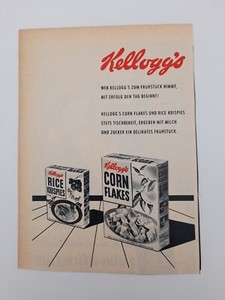 Kellogg's
WER KELLOGG'S ZUM FRÜHSTÜCK NIMMT,
MIT ERFOLG DEN TAG BEGINNT!
KELLOGG'S CORN FLAKES UND RICE KRISPIES
STETS TISCHBEREIT, ERGEBEN MIT MILCH
UND ZUCKER EIN DELIKATES FRÜHSTÜCK.
Kellogg's
RICE
KRISPIES
Kellogg's
CORN
FLAKES